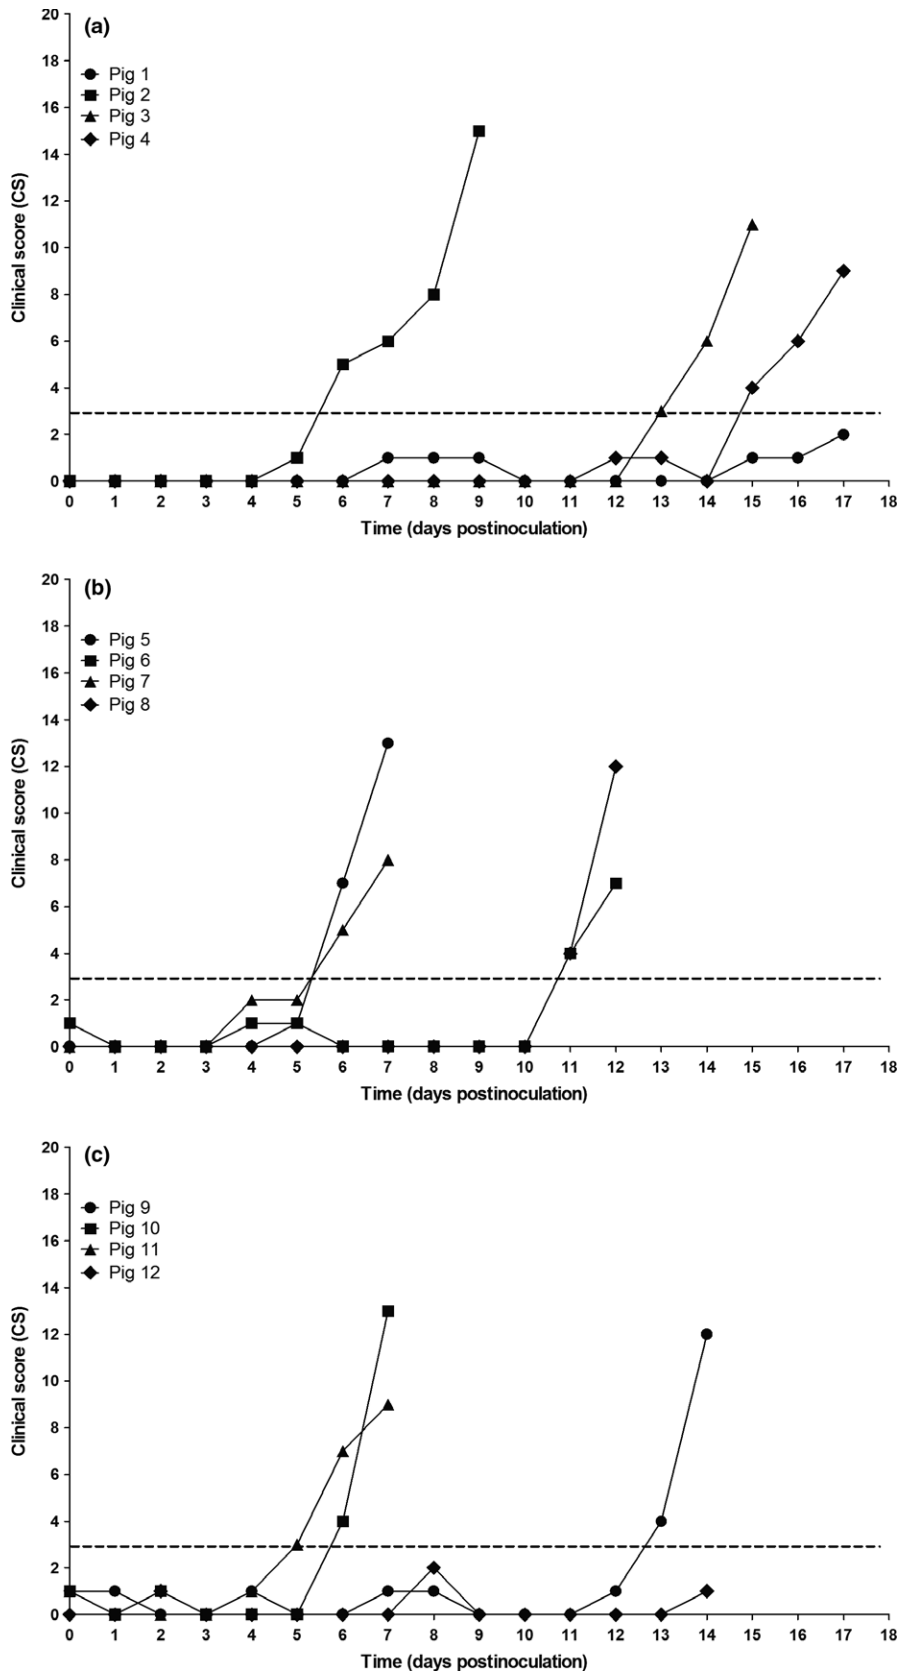 (a)
Pig 1
Pig 2
Pig 3
Pig 4
Clinical score (CS)
20
18
16
14
12
10
8
6
4
2
0
0 1 2 3 4 5 6 7 8 9 10 11 12 13 14 15 16 17 18
Time (days postinoculation)
(b)
Pig 5
Pig 6
Pig 7
Pig 8
Clinical score (CS)
20
18
16
14
12
10
8
6
4
2
0
0 1 2 3 4 5 6 7 8 9 10 11 12 13 14 15 16 17 18
Time (days postinoculation)
(c)
Pig 9
Pig 10
Pig 11
Pig 12
Clinical score (CS)
20
18
16
14
12
10
8
6
4
2
0
0 1 2 3 4 5 6 7 8 9 10 11 12 13 14 15 16 17 18
Time (days postinoculation)